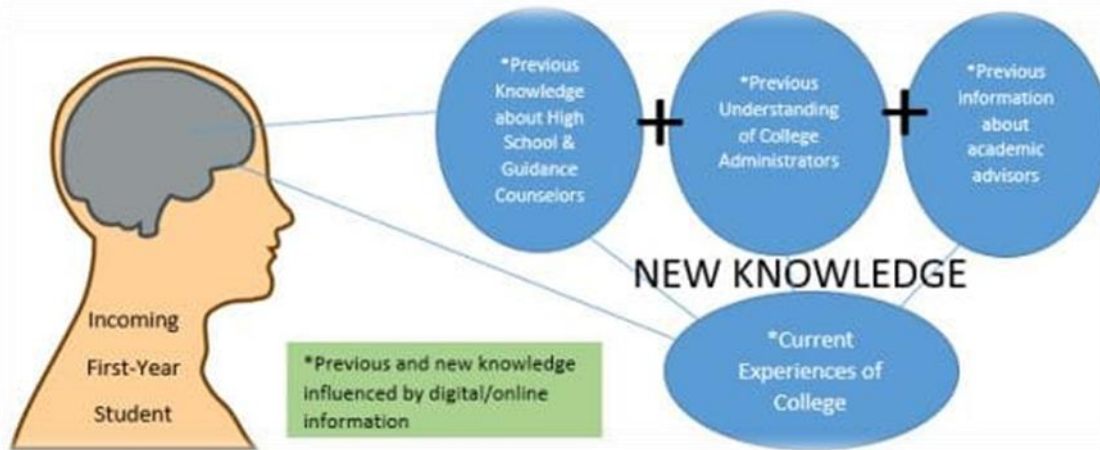 *Previous
Knowledge
about High
School &
Guidance
Counselors
+
*Previous
Understanding
of College
Administrators
+
*Previous
information
about
academic
advisors
NEW KNOWLEDGE
*Current
Experiences of
College
Incoming
First-Year
Student
*Previous and new knowledge
influenced by digital/online
information